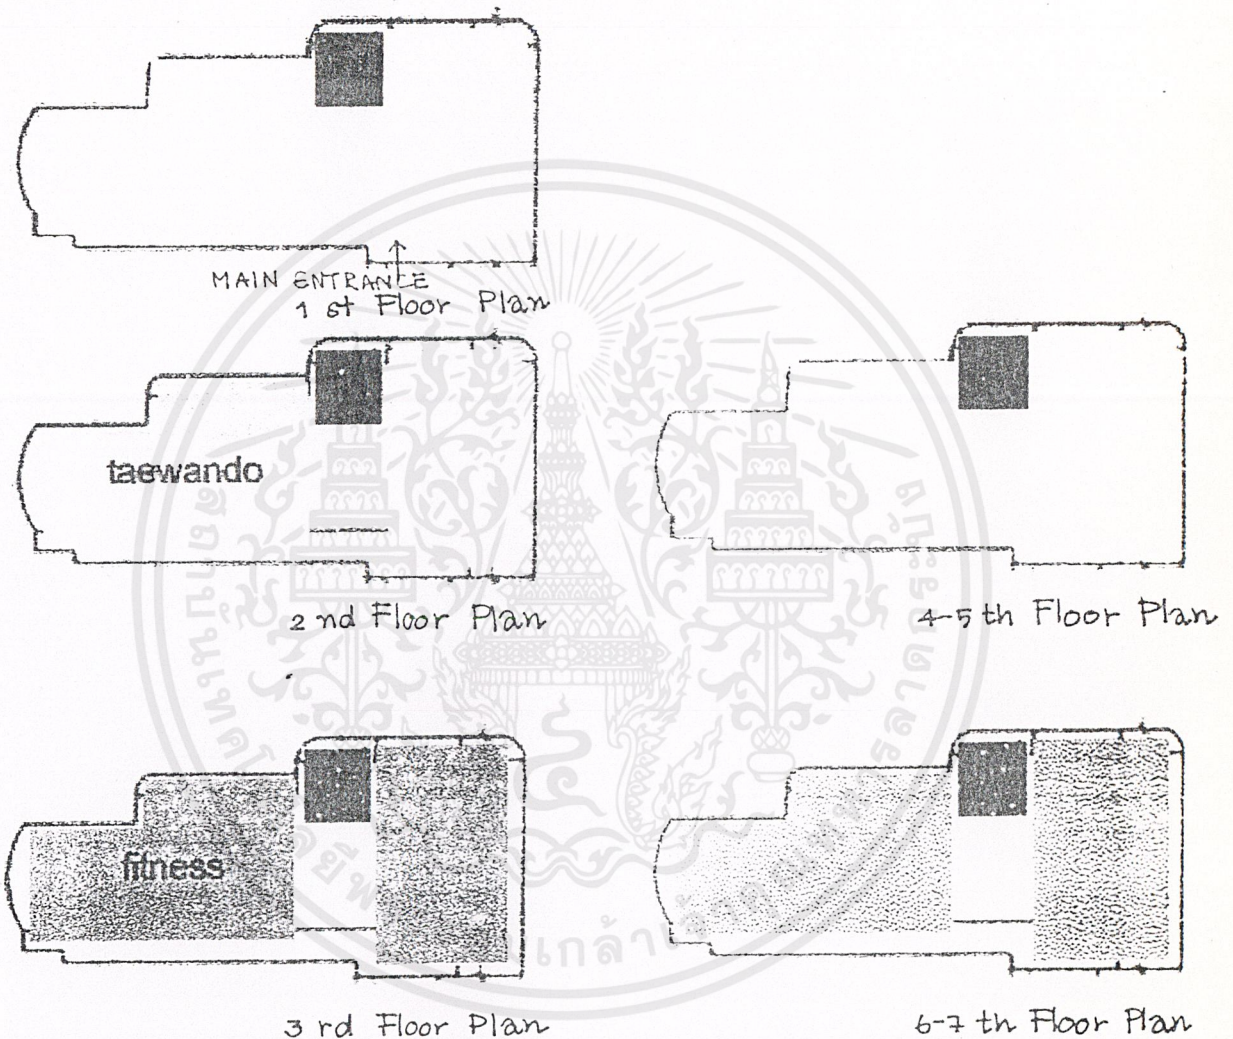 MAIN ENTRANCE
1 st Floor Plan
taewando
2 nd Floor Plan
4-5 th Floor Plan
fitness
3 rd Floor Plan
6-7 th Floor Plan